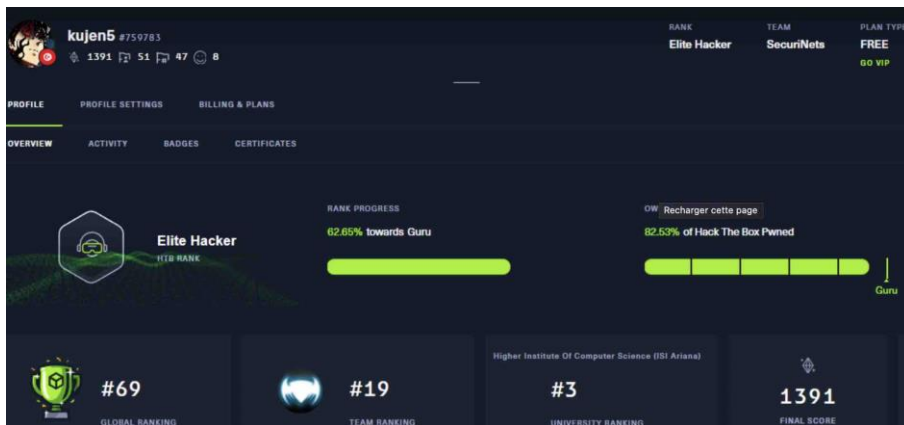 kujen5 #759783
1391 51 47 8
RANK
Elite Hacker
TEAM
SecuriNets
PLAN TYPE
FREE
GO VIP
PROFILE PROFILE SETTINGS BILLING & PLANS
OVERVIEW ACTIVITY BADGES CERTIFICATES
Elite Hacker
HTB RANK
RANK PROGRESS
62.65% towards Guru
OW Recharger cette page
82.53% of Hack The Box Pwned
Guru
#69
GLOBAL RANKING
#19
TEAM RANKING
Higher Institute Of Computer Science (ISI Ariana)
#3
UNIVERSITY RANKING
1391
FINAL SCORE